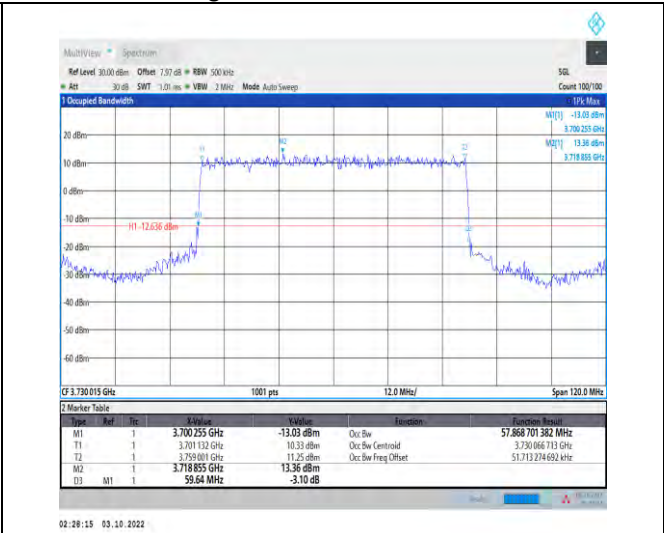 MultiView Spectrum
Ref Level 30.00 dBm Offset 7.97 dB RBW 500 kHz SGL
Att 30 dB SWT 1.01 ms VBW 2 MHz Mode Auto Sweep Count 100/100
1 Occupied Bandwidth 1Pk Max
M1[1] -13.03 dBm
3.700 255 GHz
M2[1] 13.36 dBm
3.718 855 GHz
20 dBm
10 dBm
0 dBm
-10 dBm
H1 -12.636 dBm
-20 dBm
-30 dBm
-40 dBm
-50 dBm
-60 dBm
T1
M2
T2
M1
CF 3.730 015 GHz 1001 pts 12.0 MHz/ Span 120.0 MHz
2 Marker Table
Type Ref Trc X-Value Y-Value Function Function Result
M1 1 3.700 255 GHz -13.03 dBm Occ Bw 57.868 701 382 MHz
T1 1 3.701 132 GHz 10.33 dBm Occ Bw Centroid 3.730 066 713 GHz
T2 1 3.759 001 GHz 11.25 dBm Occ Bw Freq Offset 51.713 274 692 kHz
M2 1 3.718 855 GHz 13.36 dBm
D3 M1 1 59.64 MHz -3.10 dB
02:28:15 03.10.2022